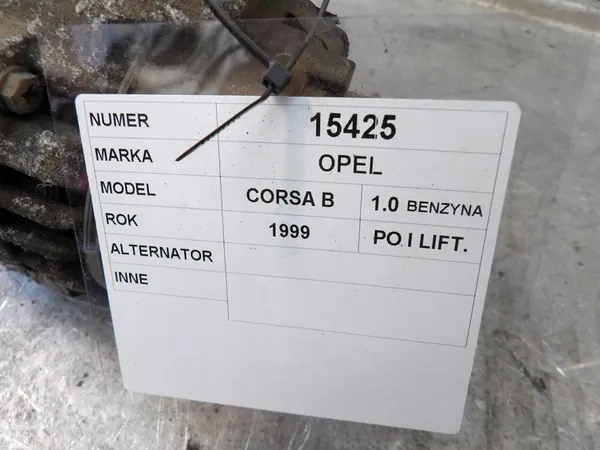 NUMER 15425
MARKA OPEL
MODEL CORSA B 1.0 BENZYNA
ROK 1999 PO I LIFT.
ALTERNATOR
INNE